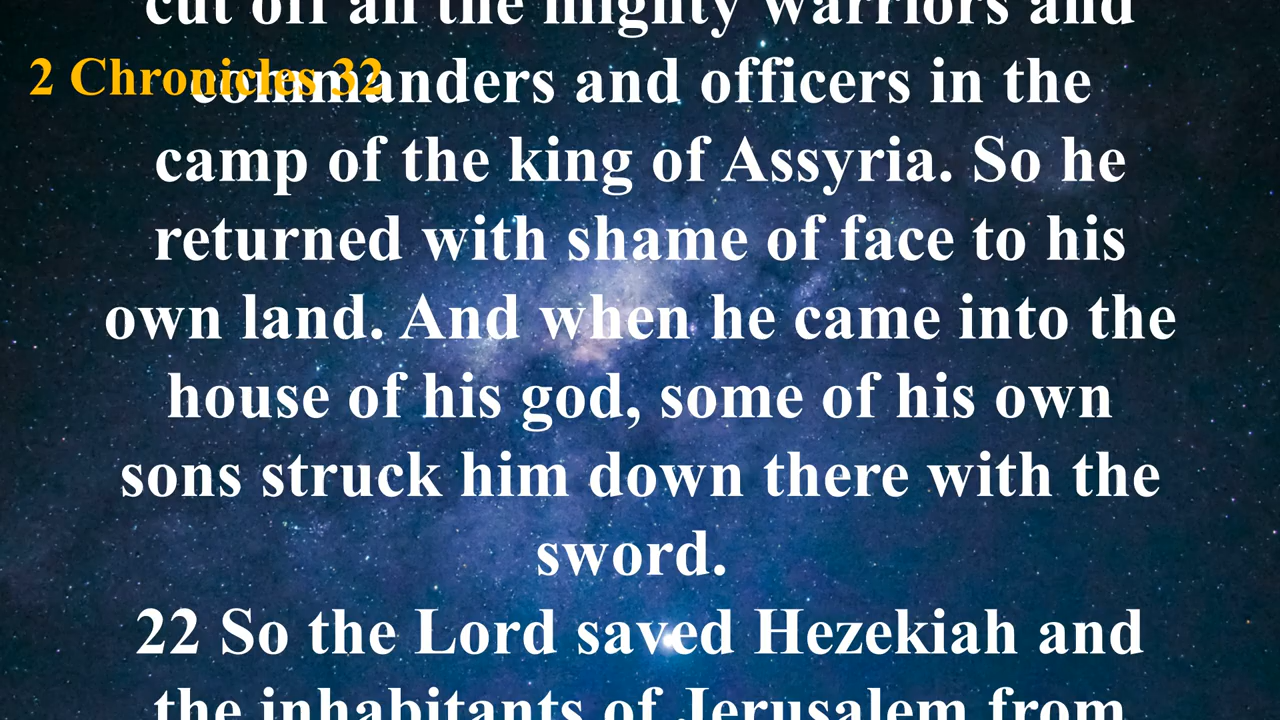 cut off all the mighty warriors and
2 Chronicles 32
commanders and officers in the
camp of the king of Assyria. So he
returned with shame of face to his
own land. And when he came into the
house of his god, some of his own
sons struck him down there with the
sword.
22 So the Lord saved Hezekiah and
the inhabitants of Jerusalem from